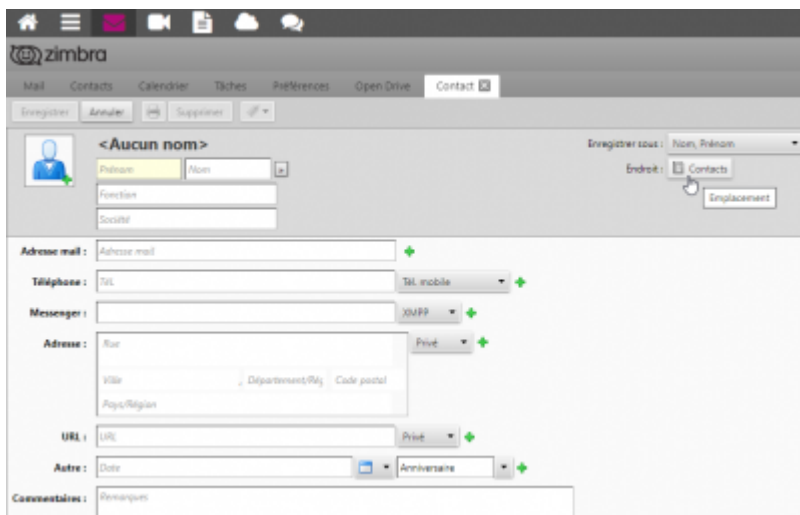 zimbra
Mail Contacts Calendrier Tâches Préférences Open Drive Contact
Enregistrer Annuler Supprimer
<Aucun nom>
Enregistrer sous : Nom, Prénom
Prénom Nom
Endroit : Contacts
Fonction
Emplacement
Société
Adresse mail : Adresse mail
Téléphone : Tél. Tél. mobile
Messenger : XMPP
Adresse : Rue Privé
Ville , Département/Rég Code postal
Pays/Région
URL : URL Privé
Autre : Date Anniversaire
Commentaires : Remarques